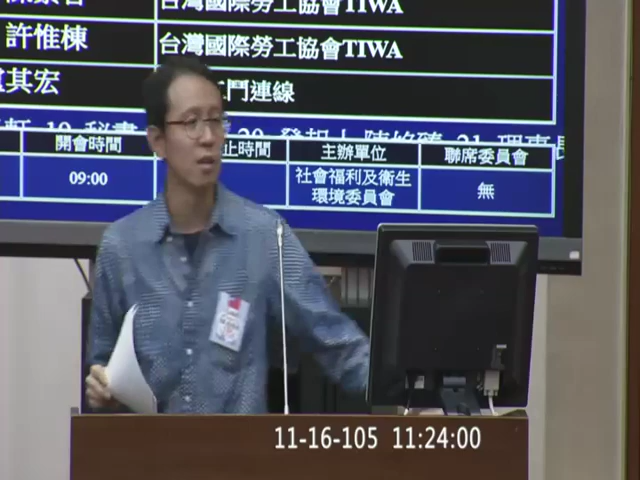 台灣國際勞工協會TIWA
許惟棟 台灣國際勞工協會TIWA
其宏 鬥連線
開會時間 止時間 主辦單位 聯席委員會
09:00 社會福利及衛生環境委員會 無
11-16-105 11:24:00